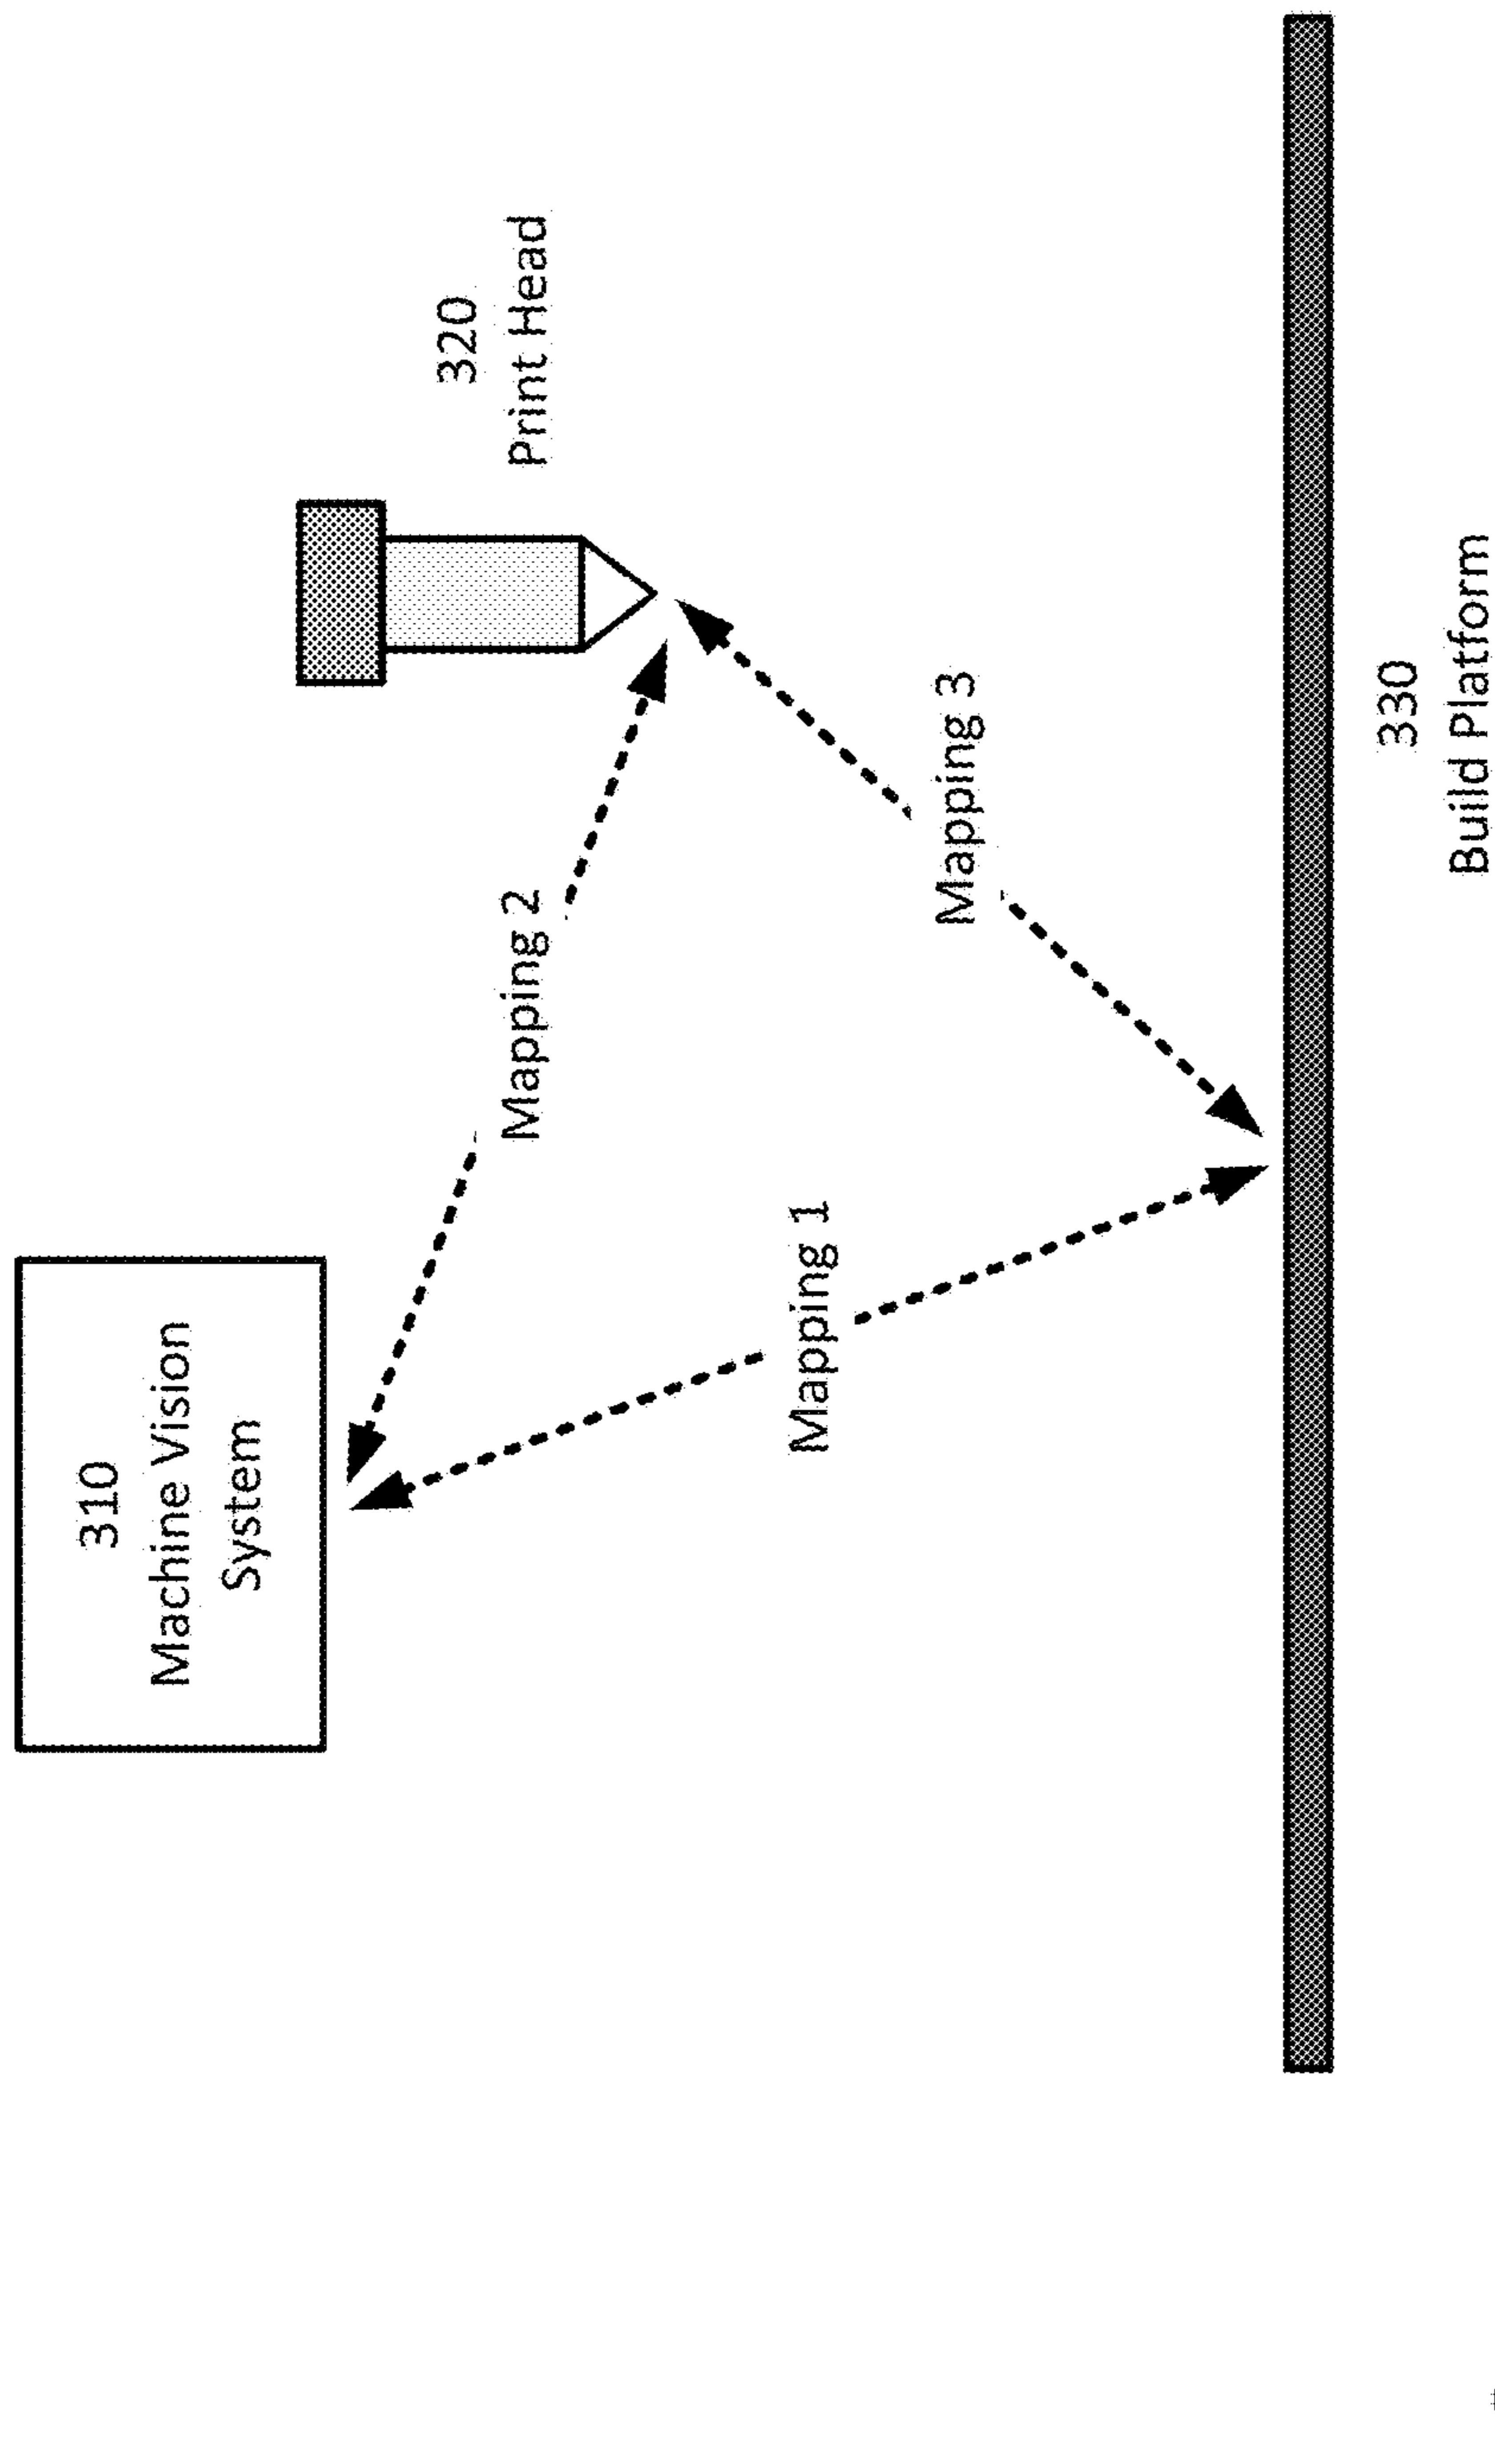 310
Machine Vision
System
Mapping 2
320
Print Head
Mapping 1
Mapping 3
330
Build Platform